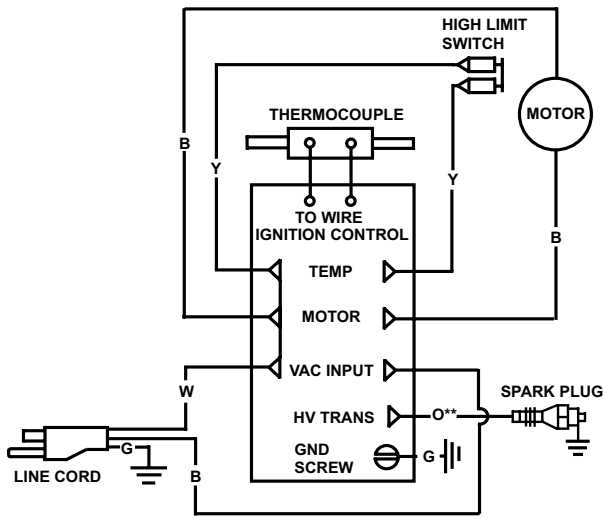 HIGH LIMIT
SWITCH
THERMOCOUPLE
MOTOR
B
Y
Y
TO WIRE
IGNITION CONTROL
B
TEMP
MOTOR
VAC INPUT
W
SPARK PLUG
HV TRANS
O**
G
GND
SCREW
G
LINE CORD
B